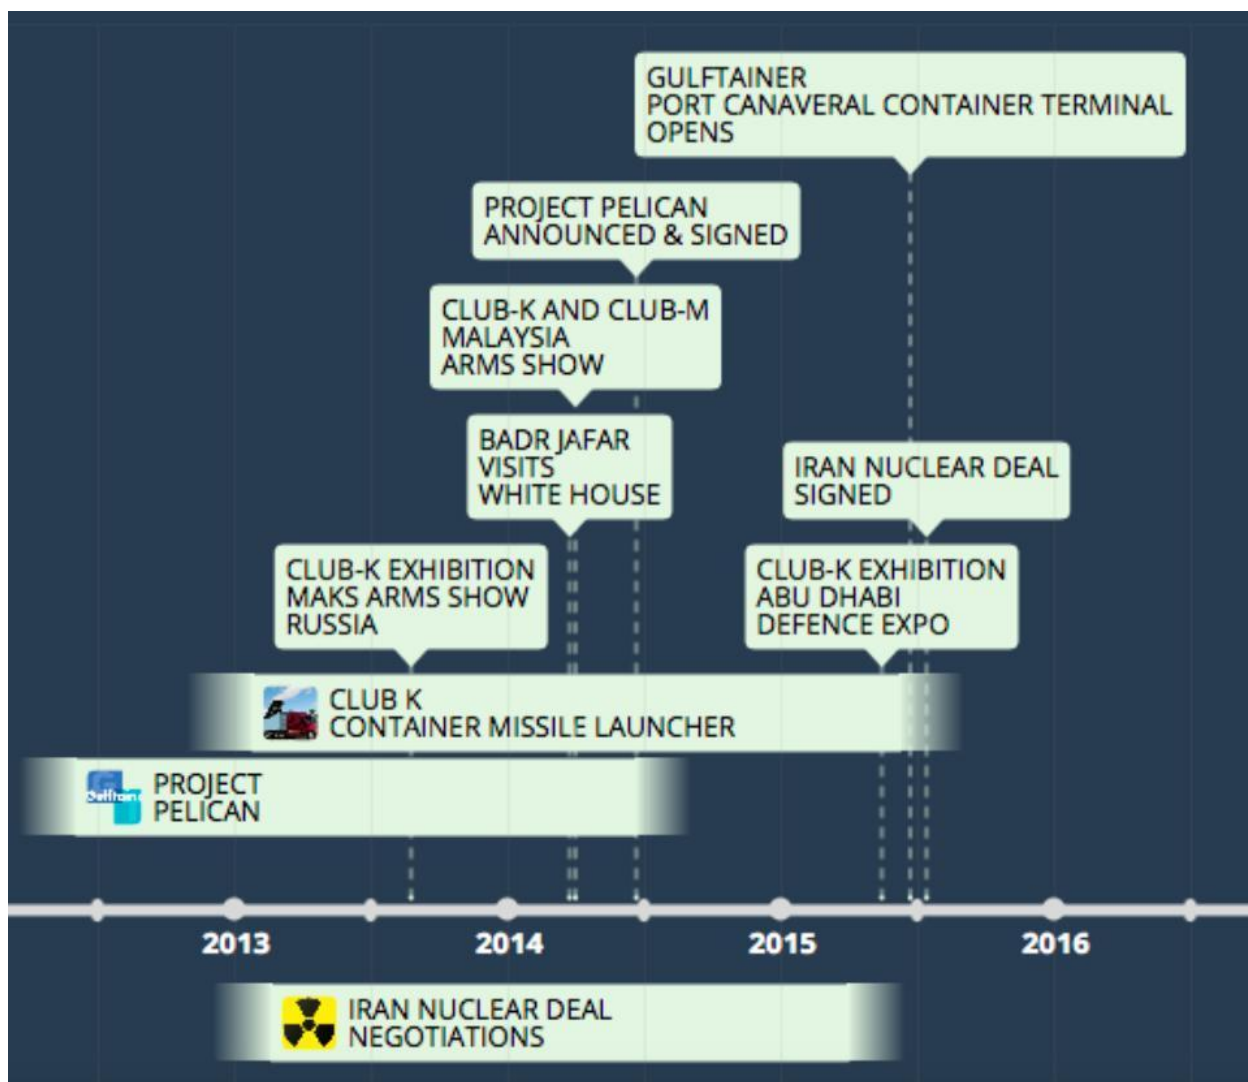 GULFTAINER
PORT CANAVERAL CONTAINER TERMINAL
OPENS
PROJECT PELICAN
ANNOUNCED & SIGNED
CLUB-K AND CLUB-M
MALAYSIA
ARMS SHOW
BADR JAFAR
VISITS
WHITE HOUSE
IRAN NUCLEAR DEAL
SIGNED
CLUB-K EXHIBITION
MAKS ARMS SHOW
RUSSIA
CLUB-K EXHIBITION
ABU DHABI
DEFENCE EXPO
CLUB K
CONTAINER MISSILE LAUNCHER
PROJECT
PELICAN
2013
2014
2015
2016
IRAN NUCLEAR DEAL
NEGOTIATIONS